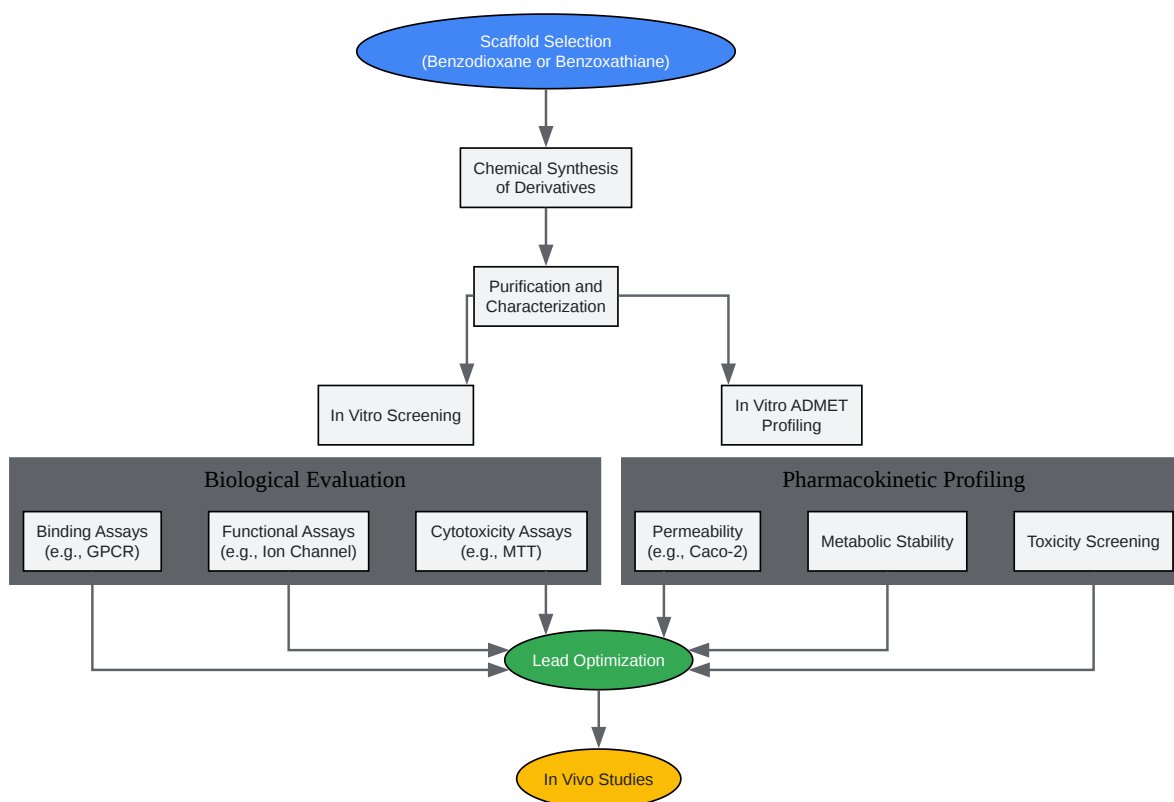 Scaffold Selection
(Benzodioxane or Benzoxathiane)
Chemical Synthesis
of Derivatives
Purification and
Characterization
In Vitro Screening
In Vitro ADMET
Profiling
Biological Evaluation
Binding Assays
(e.g., GPCR)
Functional Assays
(e.g., Ion Channel)
Cytotoxicity Assays
(e.g., MTT)
Pharmacokinetic Profiling
Permeability
(e.g., Caco-2)
Metabolic Stability
Toxicity Screening
Lead Optimization
In Vivo Studies